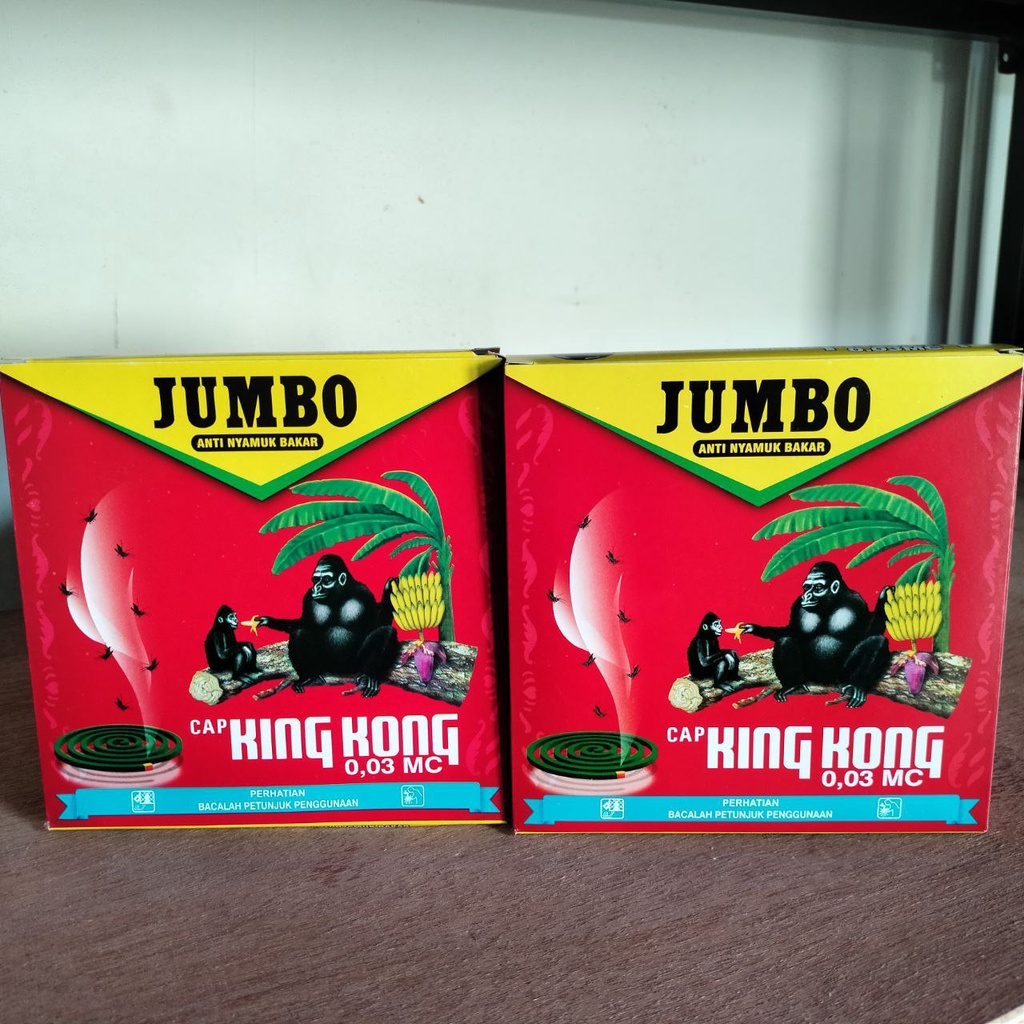 JUMBO
ANTI NYAMUK BAKAR
CAP KING KONG
0,03 MC
PERHATIAN
BACALAH PETUNJUK PENGGUNAAN
JUMBO
ANTI NYAMUK BAKAR
CAP KING KONG
0,03 MC
PERHATIAN
BACALAH PETUNJUK PENGGUNAAN